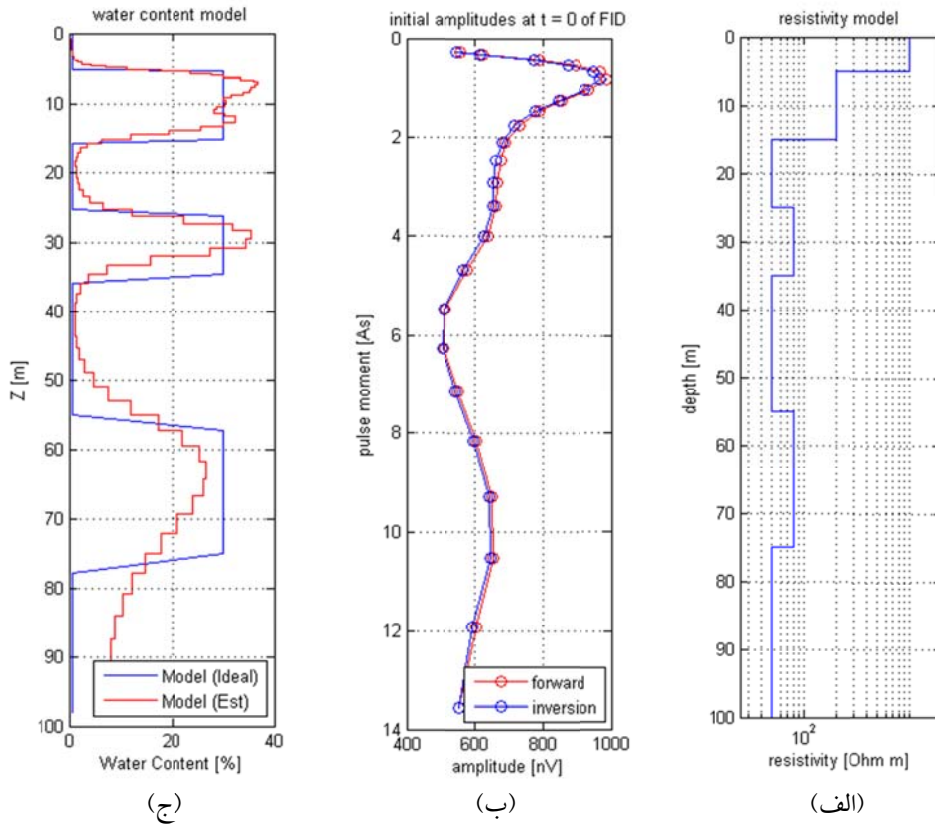 water content model
0
10
20
30
40
50
60
70
80
90
100
Z [m]
Model (Ideal)
Model (Est)
0
20
40
Water Content [%]
(ج)
initial amplitudes at t = 0 of FID
0
2
4
6
8
10
12
14
pulse moment [As]
forward
inversion
400
600
800
1000
amplitude [nV]
(ب)
resistivity model
0
10
20
30
40
50
60
70
80
90
100
depth [m]
10²
resistivity [Ohm m]
(الف)